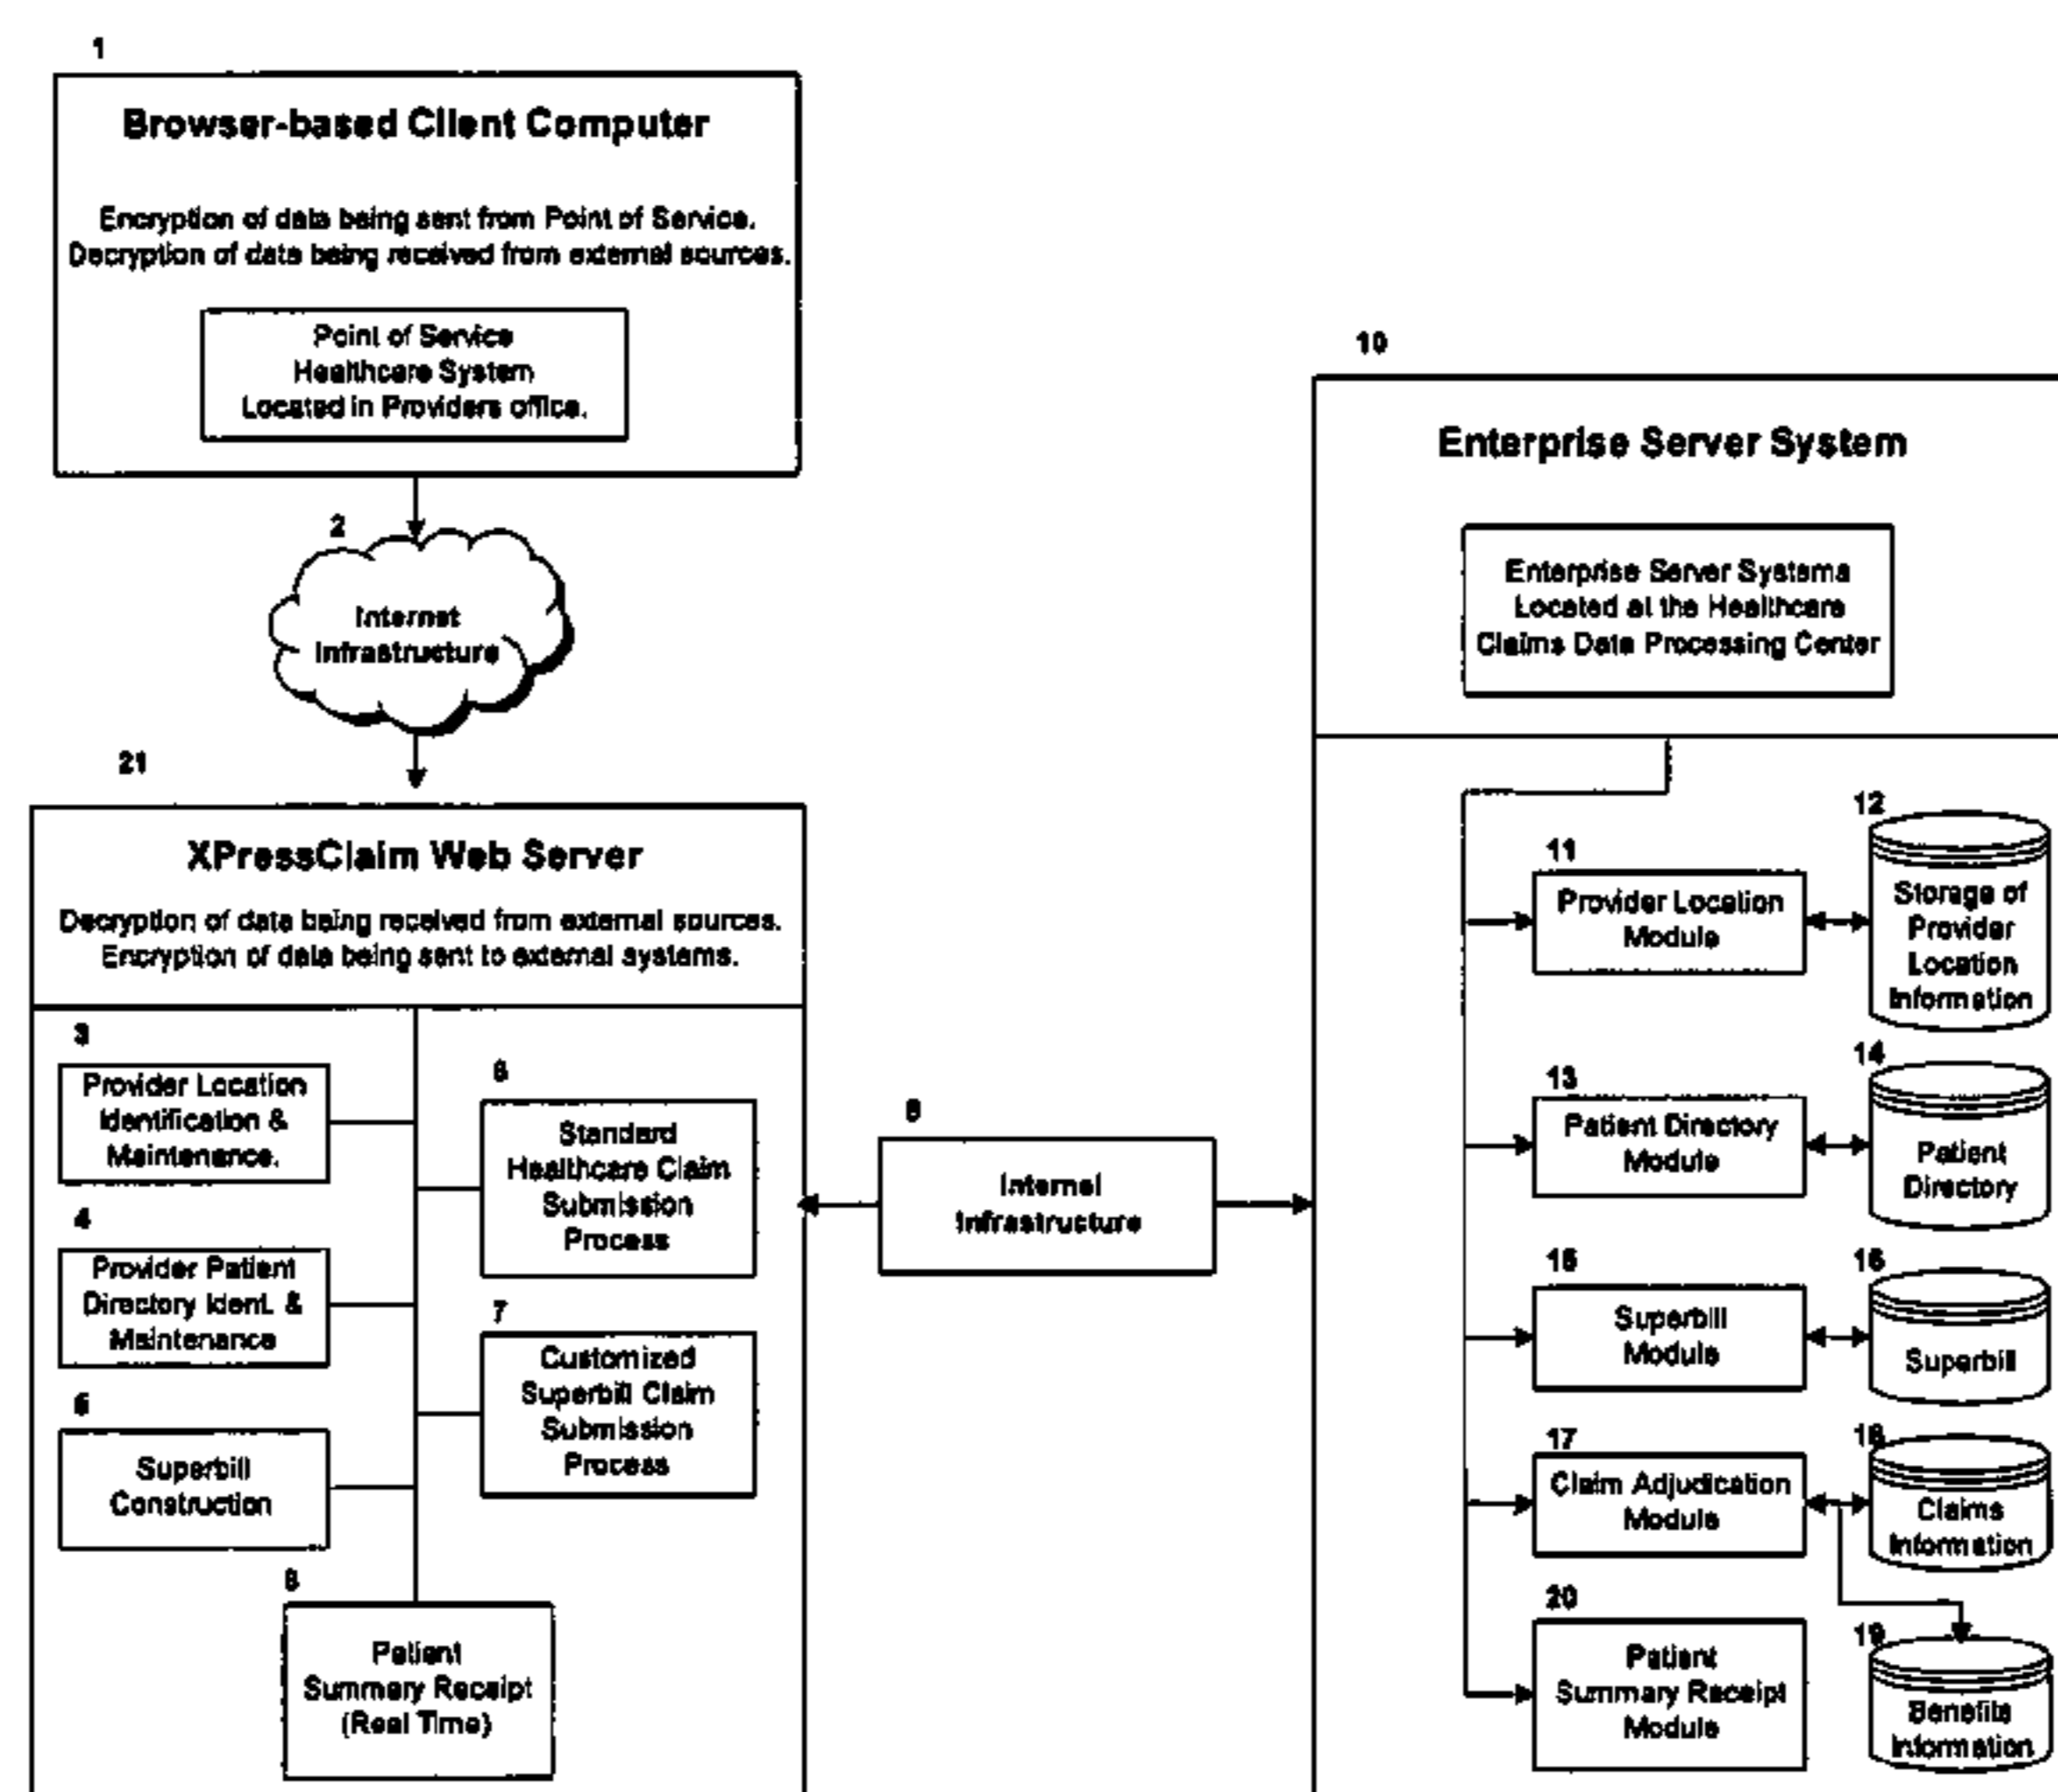 1
Browser-based Client Computer
Encryption of data being sent from Point of Service.
Decryption of data being received from external sources.
Point of Service
Healthcare System
Located in Providers office.
2
Internet
Infrastructure
21
XPressClaim Web Server
Decryption of data being received from external sources.
Encryption of data being sent to external systems.
3
Provider Location
Identification &
Maintenance.
4
Provider Patient
Directory Ident. &
Maintenance
5
Superbill
Construction
6
Standard
Healthcare Claim
Submission
Process
7
Customized
Superbill Claim
Submission
Process
8
Patient
Summary Receipt
(Real Time)
9
Internal
Infrastructure
10
Enterprise Server System
Enterprise Server Systems
Located at the Healthcare
Claims Data Processing Center
11
Provider Location
Module
12
Storage of
Provider
Location
Information
13
Patient Directory
Module
14
Patient
Directory
15
Superbill
Module
16
Superbill
17
Claim Adjudication
Module
18
Claims
Information
20
Patient
Summary Receipt
Module
19
Benefits
Information